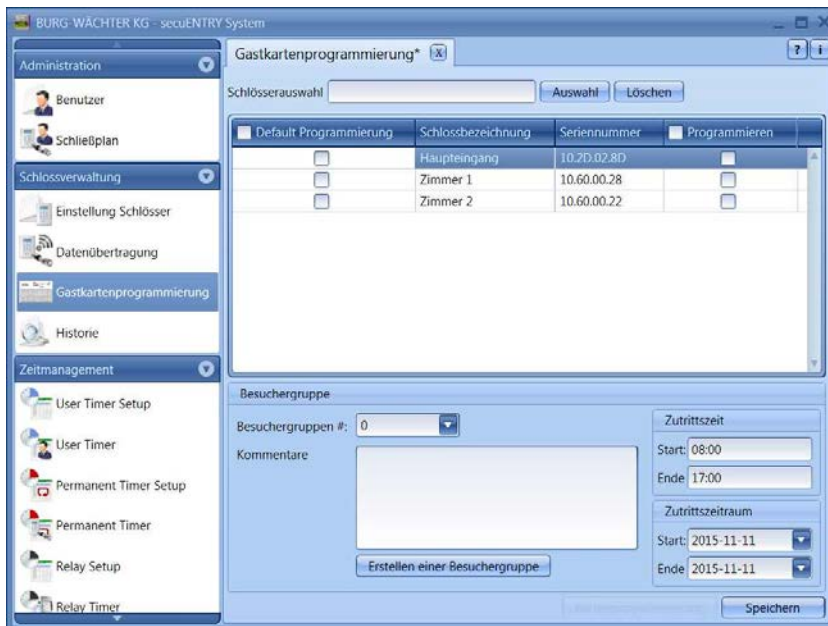 BURG-WÄCHTER KG - secuENTRY System
Administration
Benutzer
Schließplan
Schlossverwaltung
Einstellung Schlösser
Datenübertragung
Gastkartenprogrammierung
Historie
Zeitmanagement
User Timer Setup
User Timer
Permanent Timer Setup
Permanent Timer
Relay Setup
Relay Timer
Gastkartenprogrammierung* X
? i
Schlösserauswahl Auswahl Löschen
Default Programmierung Schlossbezeichnung Seriennummer Programmieren
Haupteingang 10.2D.02.8D
Zimmer 1 10.60.00.28
Zimmer 2 10.60.00.22
Besuchergruppe
Besuchergruppen #: 0
Kommentare
Erstellen einer Besuchergruppe
Zutrittszeit
Start: 08:00
Ende 17:00
Zutrittszeitraum
Start: 2015-11-11
Ende 2015-11-11
Speichern